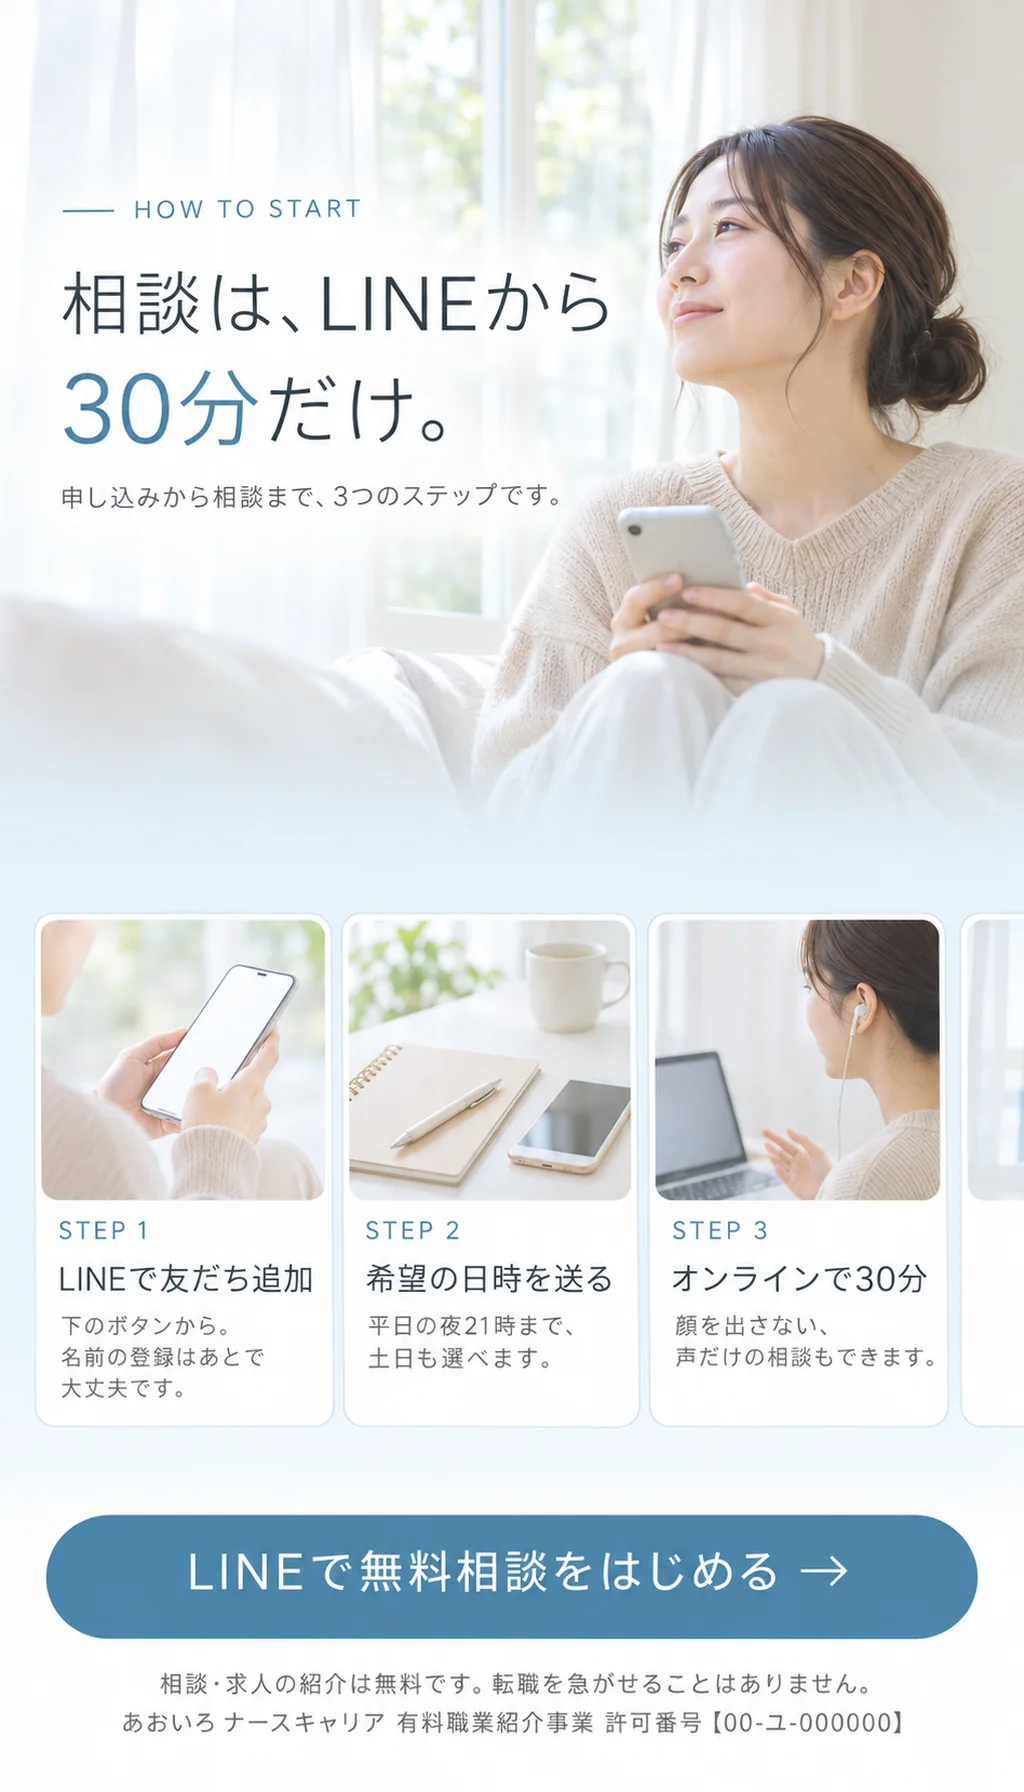 HOW TO START
相談は、LINEから
30分だけ。
申し込みから相談まで、3つのステップです。
STEP 1
LINEで友だち追加
下のボタンから。
名前の登録はあとで
大丈夫です。
STEP 2
希望の日時を送る
平日の夜21時まで、
土日も選べます。
STEP 3
オンラインで30分
顔を出さない、
声だけの相談もできます。
LINEで無料相談をはじめる →
相談・求人の紹介は無料です。転職を急がせることはありません。
あおいろ ナースキャリア 有料職業紹介事業 許可番号【00-ユ-000000】